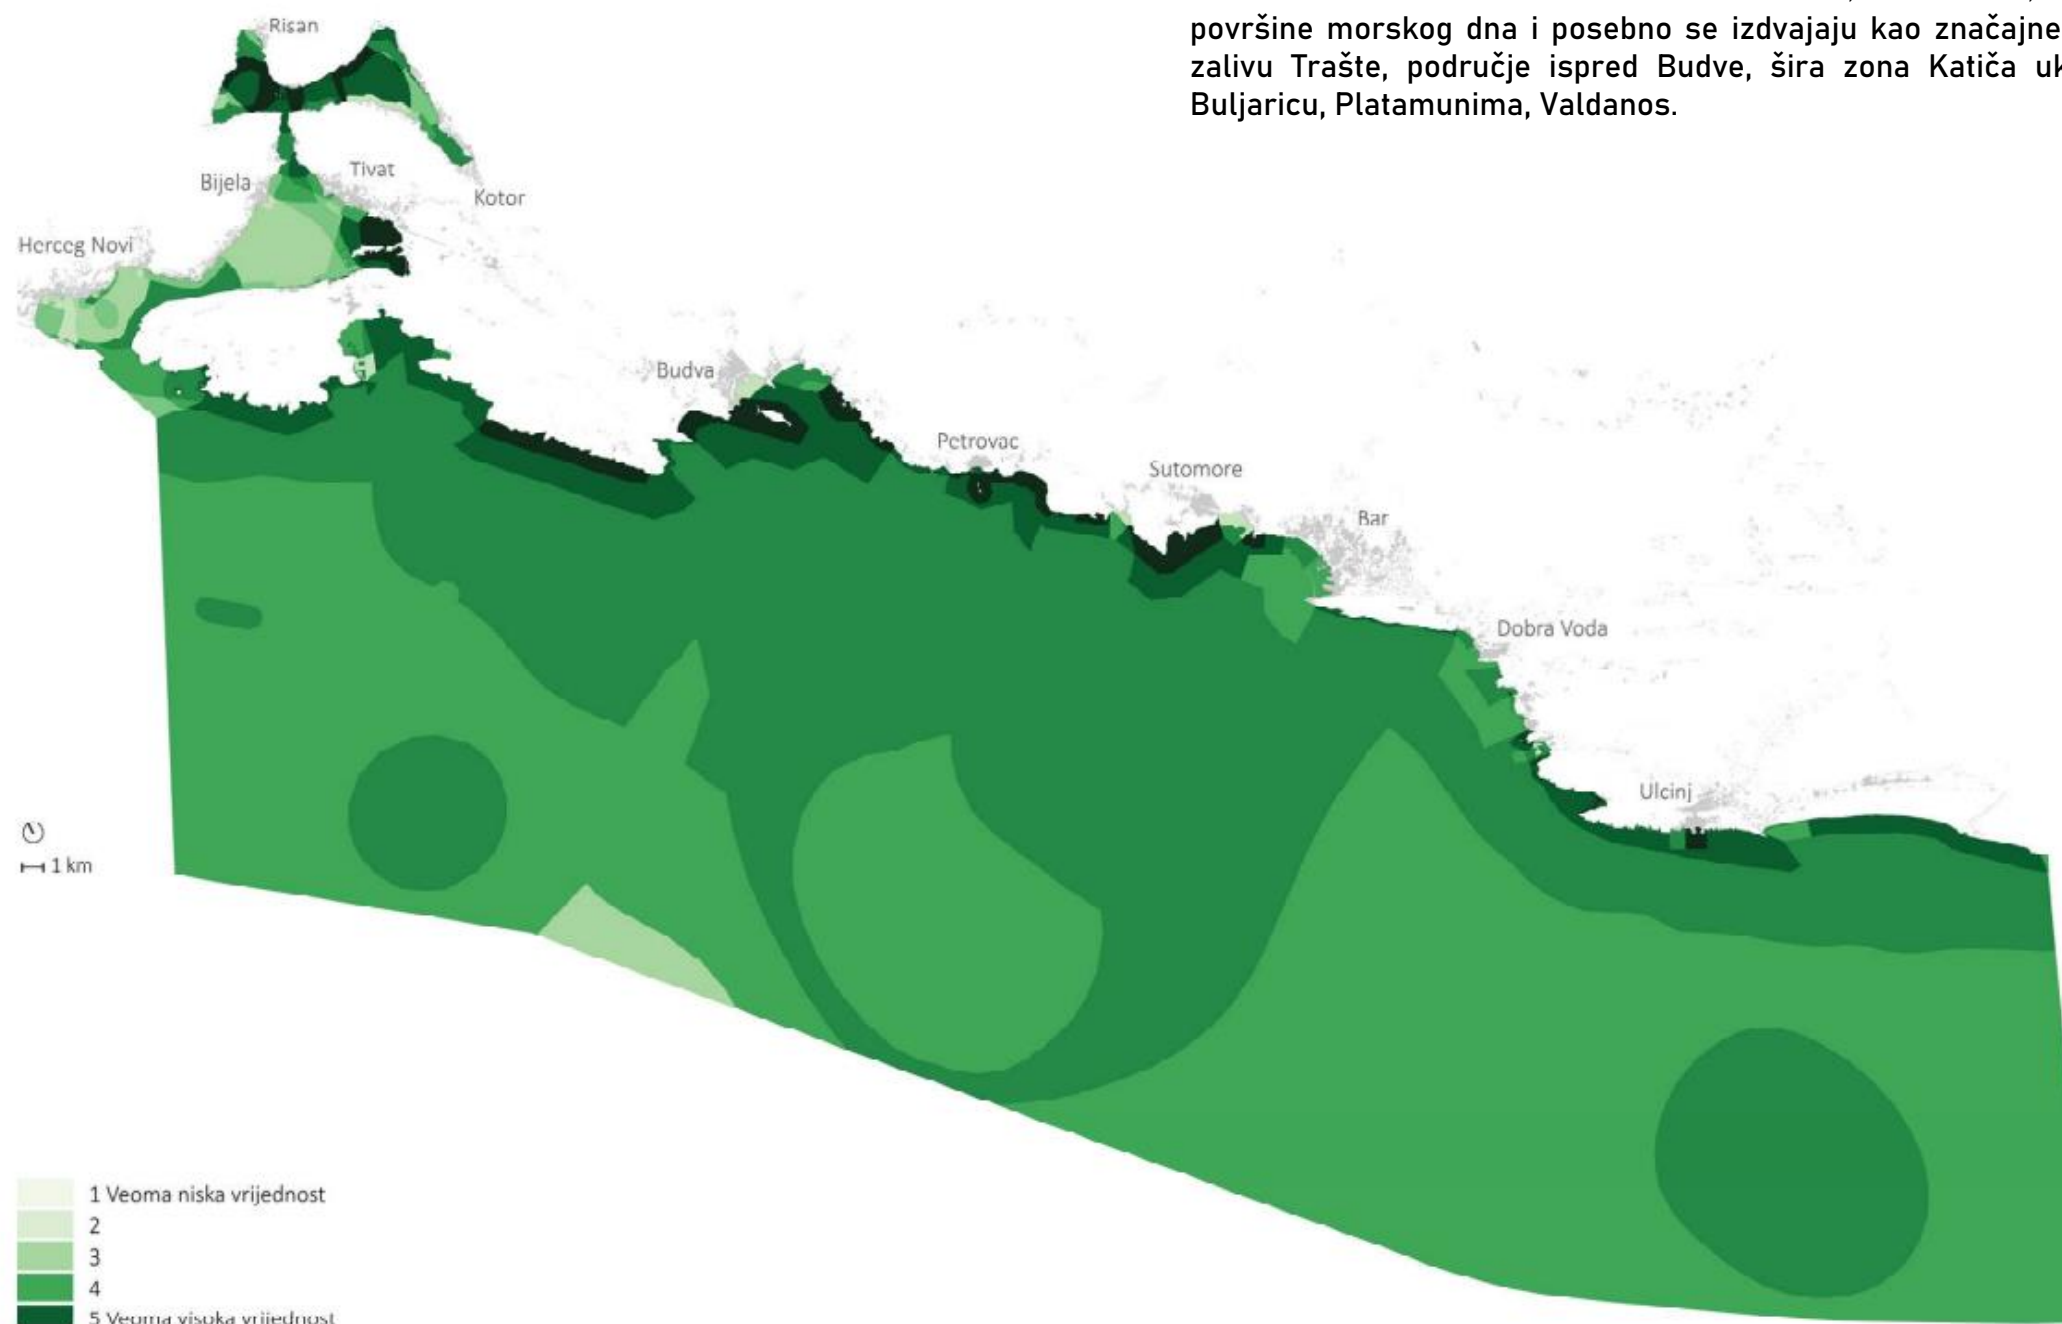 površine morskog dna i posebno se izdvajaju kao značajne
zalivu Trašte, područje ispred Budve, šira zona Katiča
Buljaricu, Platamunima, Valdanos.
Risan
Tivat
Bijela
Kotor
Herceg Novi
Budva
Petrovac
Sutomore
Bar
Dobra Voda
Ulcinj
1 km
1 Veoma niska vrijednost
2
3
4
5 Veoma visoka vrijednost